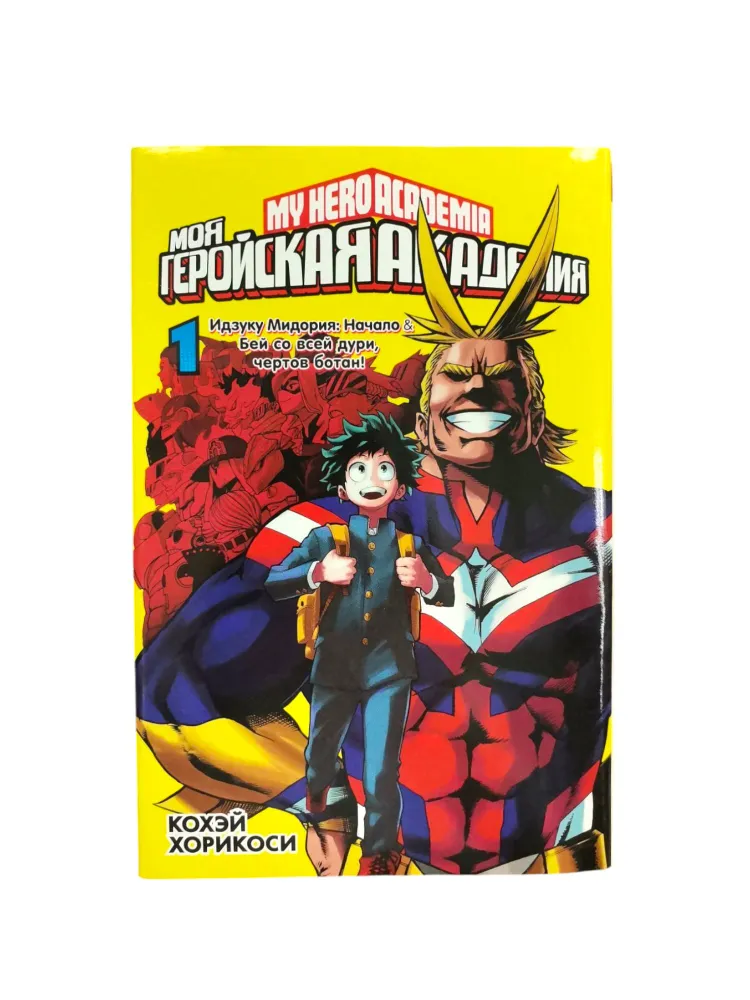 MY HERO ACADEMIA
МОЯ
ГЕРОЙСКАЯ АКАДЕМИЯ
1
Идзуку Мидория: Начало &
Бей со всей дури,
чертов ботан!
КОХЭЙ
ХОРИКОСИ